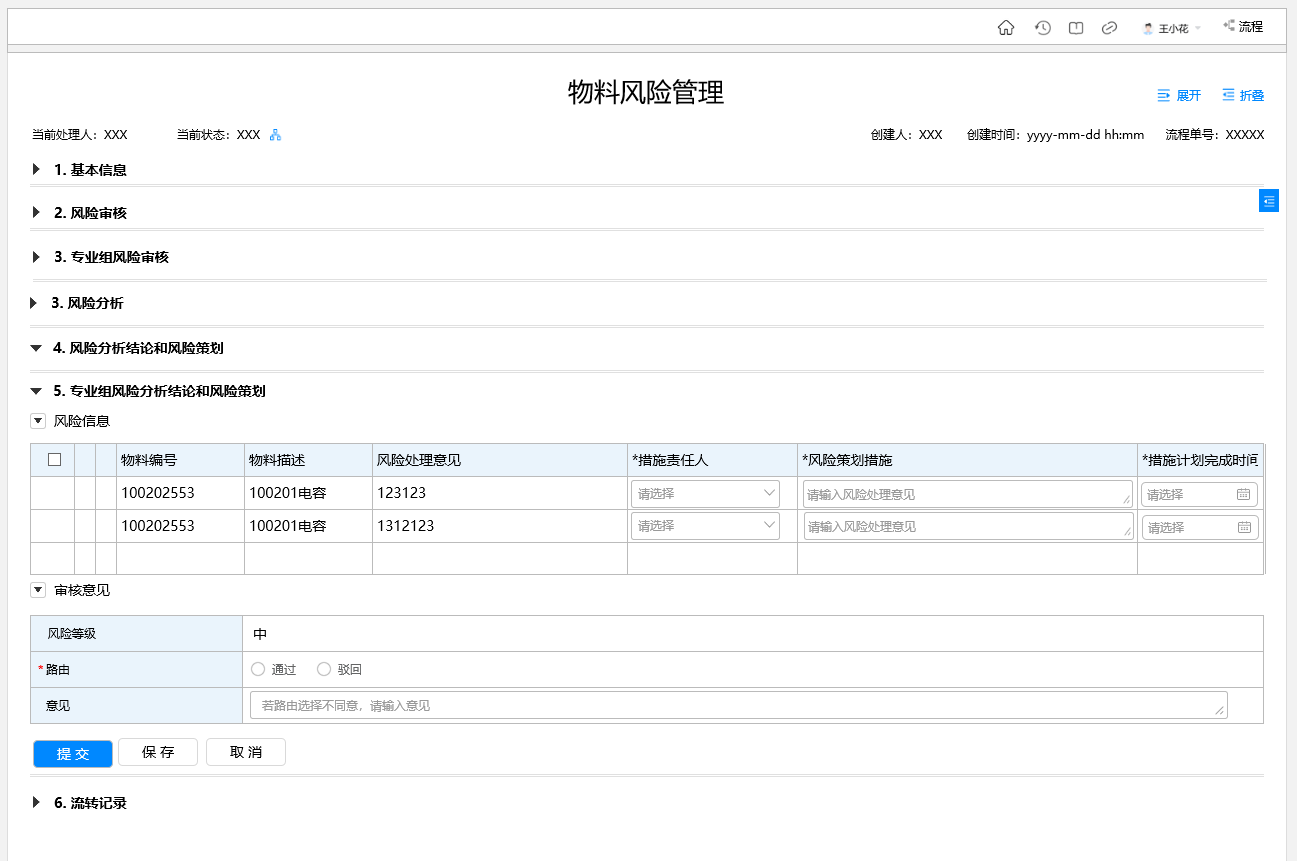 王小花 流程
物料风险管理
展开 折叠
当前处理人：XXX 当前状态：XXX 创建人：XXX 创建时间：yyyy-mm-dd hh:mm 流程单号：XXXXX
1. 基本信息
2. 风险审核
3. 专业组风险审核
3. 风险分析
4. 风险分析结论和风险策划
5. 专业组风险分析结论和风险策划
风险信息
物料编号 物料描述 风险处理意见 *措施责任人 *风险策划措施 *措施计划完成时间
100202553 100201电容 123123 请选择 请输入风险处理意见 请选择
100202553 100201电容 1312123 请选择 请输入风险处理意见 请选择
审核意见
风险等级 中
*路由 通过 驳回
意见 若路由选择不同意，请输入意见
提交 保存 取消
6. 流转记录